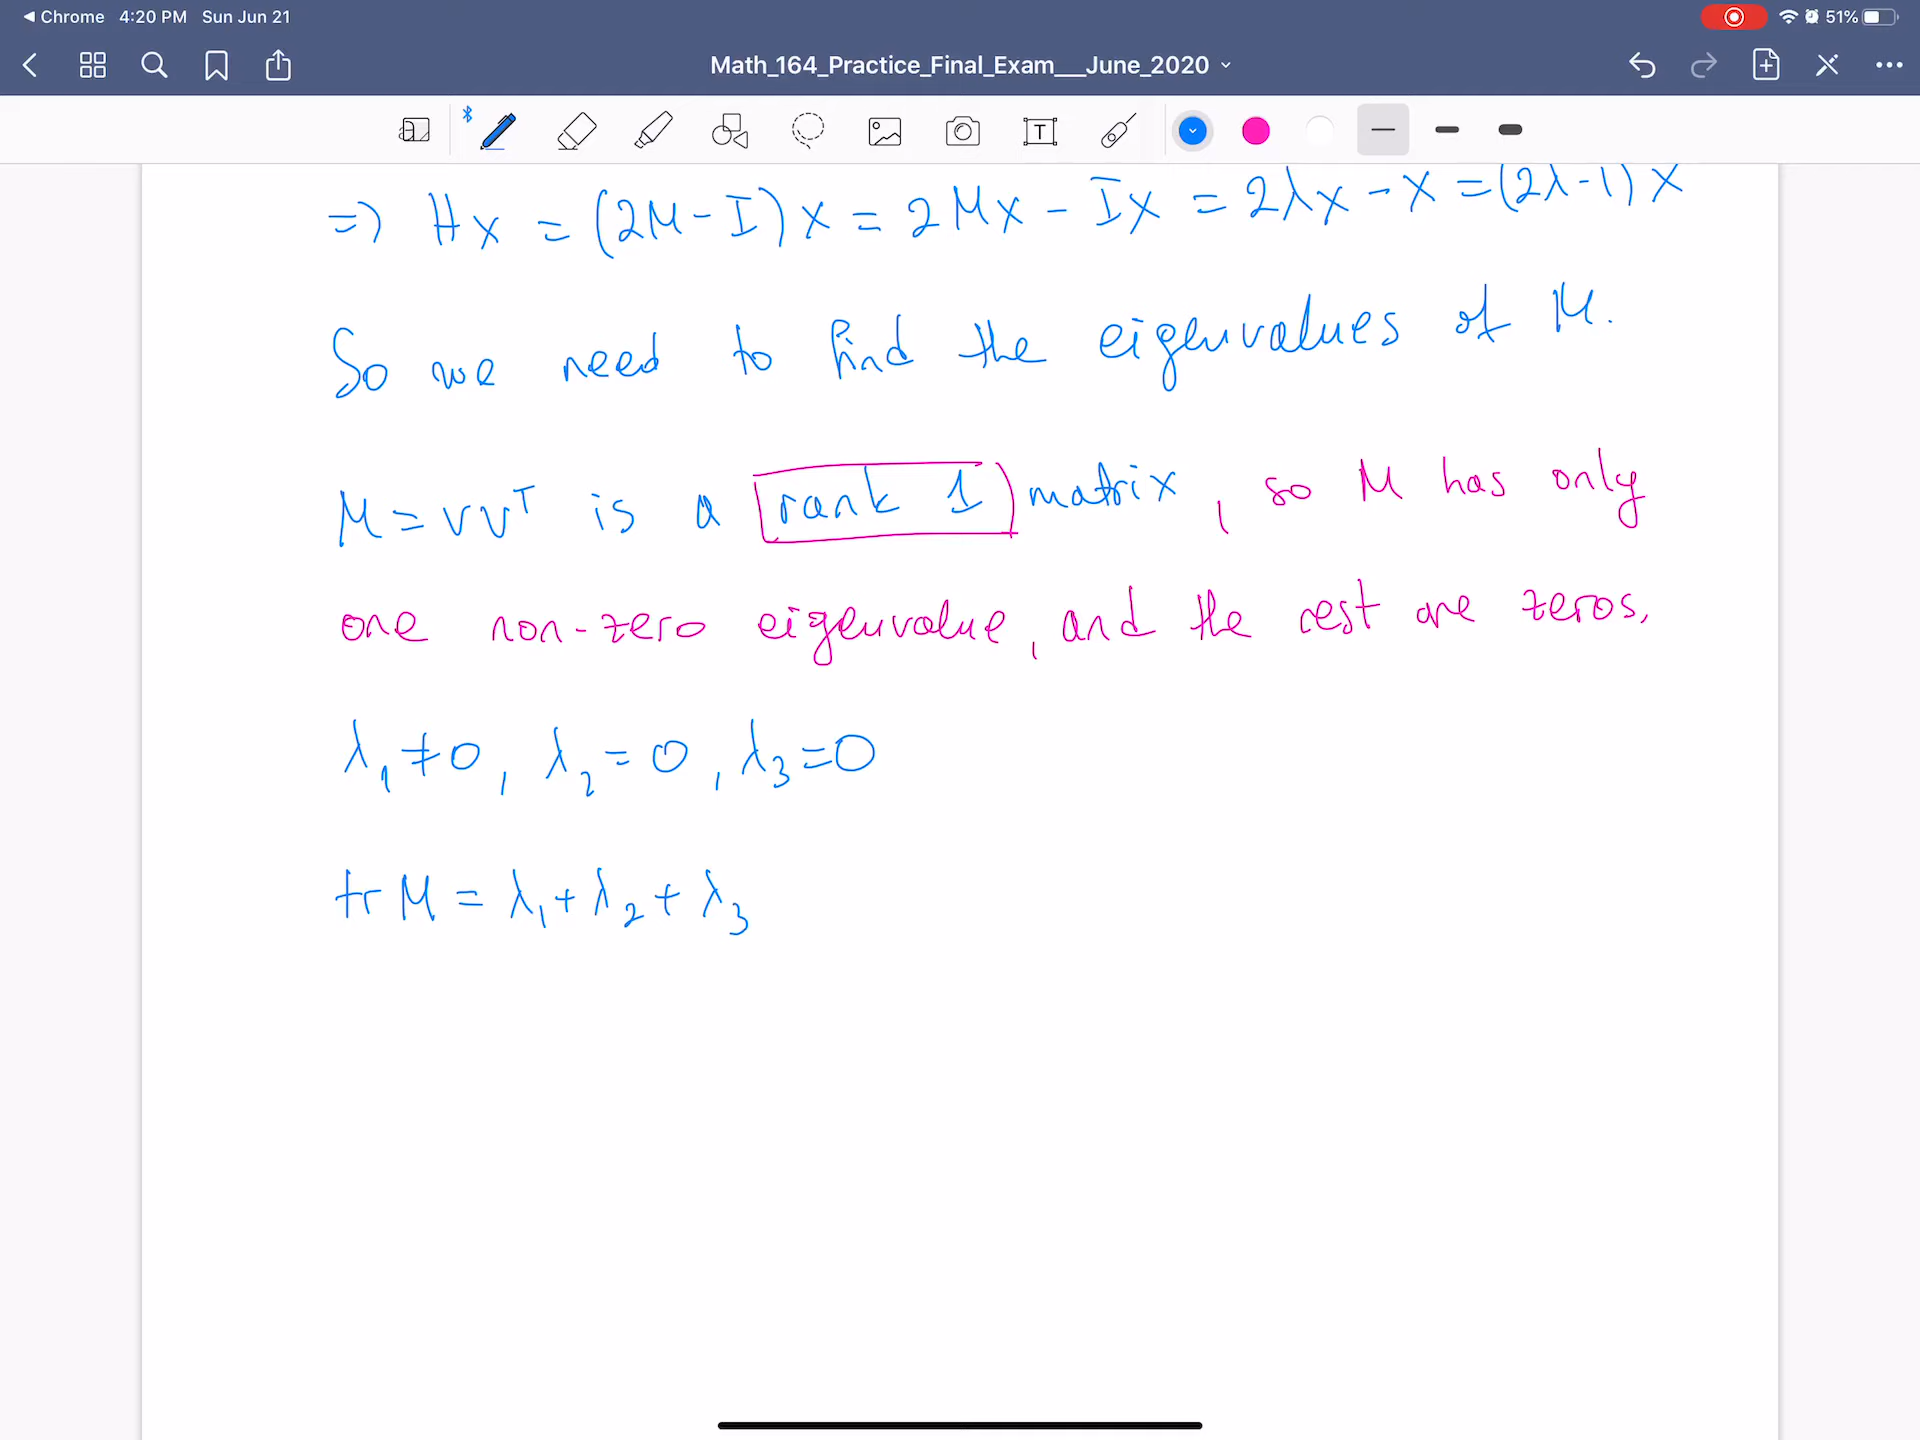 ◀ Chrome 4:20 PM Sun Jun 21 51%
Math_164_Practice_Final_Exam___June_2020
⇒ Hx = (2M-I)x = 2Mx - Ix = 2λx - x = (2λ-1)x
So we need to find the eigenvalues of M.
M = vvᵀ is a rank 1 matrix, so M has only
one non-zero eigenvalue, and the rest are zeros.
λ₁≠0, λ₂=0, λ₃=0
tr M = λ₁+λ₂+λ₃